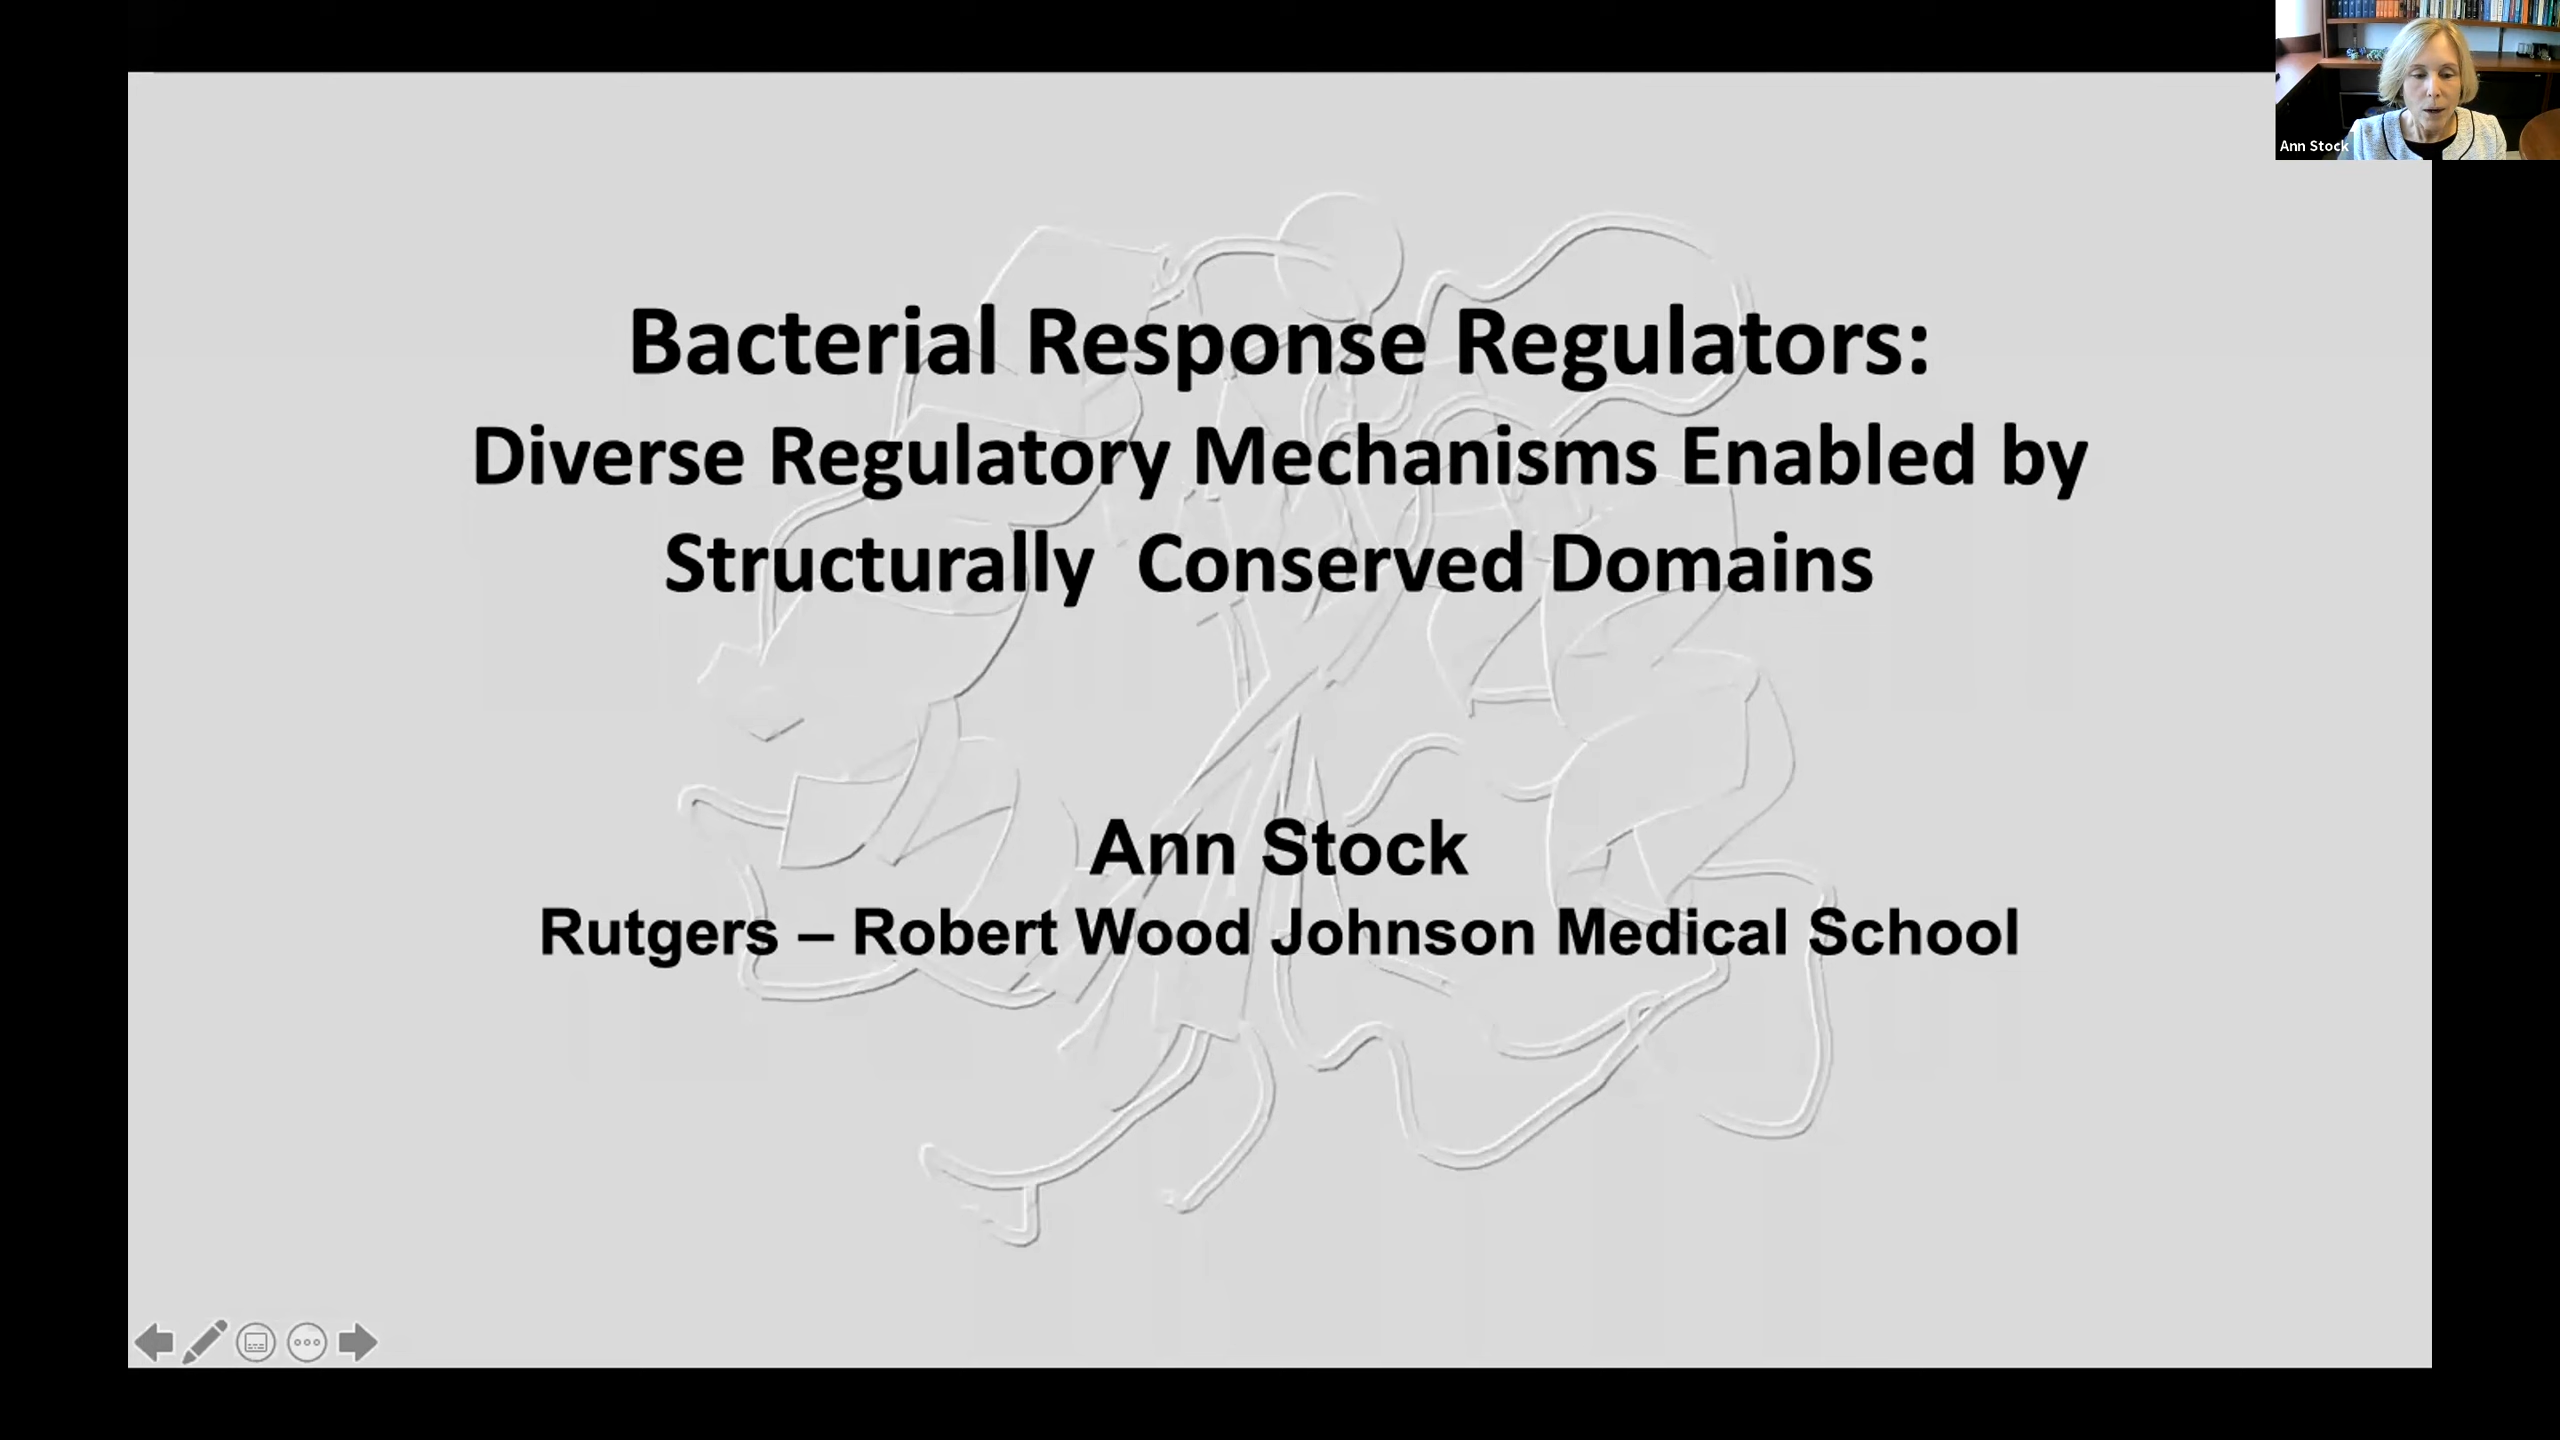 Ann Stock
Bacterial Response Regulators:
Diverse Regulatory Mechanisms Enabled by
Structurally  Conserved Domains
Ann Stock
Rutgers – Robert Wood Johnson Medical School